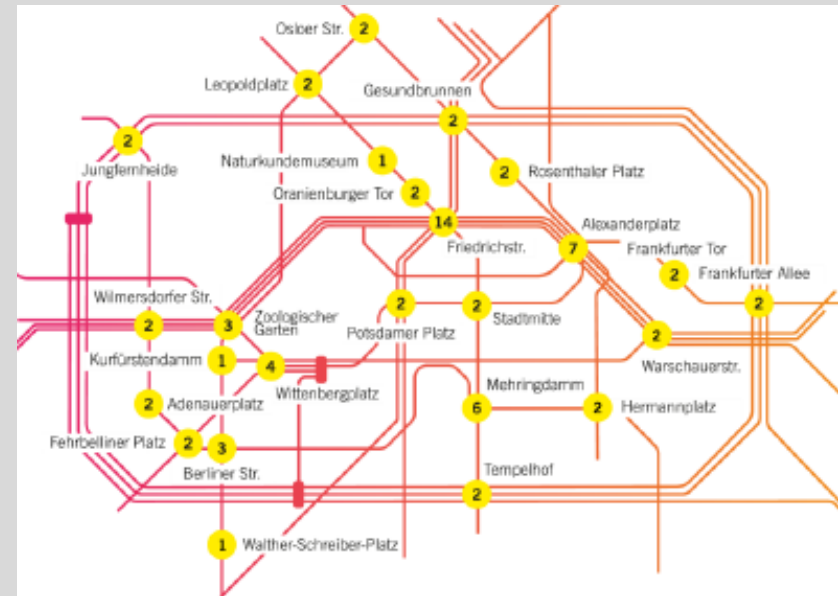 Osloer Str.
2
Leopoldplatz
2
Gesundbrunnen
2
2
Jungfernheide
Naturkundemuseum
1
2
Rosenthaler Platz
Oranienburger Tor
2
14
Friedrichstr.
Alexanderplatz
7
Frankfurter Tor
2
Frankfurter Allee
2
Wilmersdorfer Str.
2
3
Zoologischer
Garten
2
Potsdamer Platz
2
Stadtmitte
2
Warschauerstr.
Kurfürstendamm
1
4
Wittenbergplatz
2
Adenauerplatz
Mehringdamm
6
2
Hermannplatz
Fehrbelliner Platz
2
3
Berliner Str.
Tempelhof
2
1
Walther-Schreiber-Platz